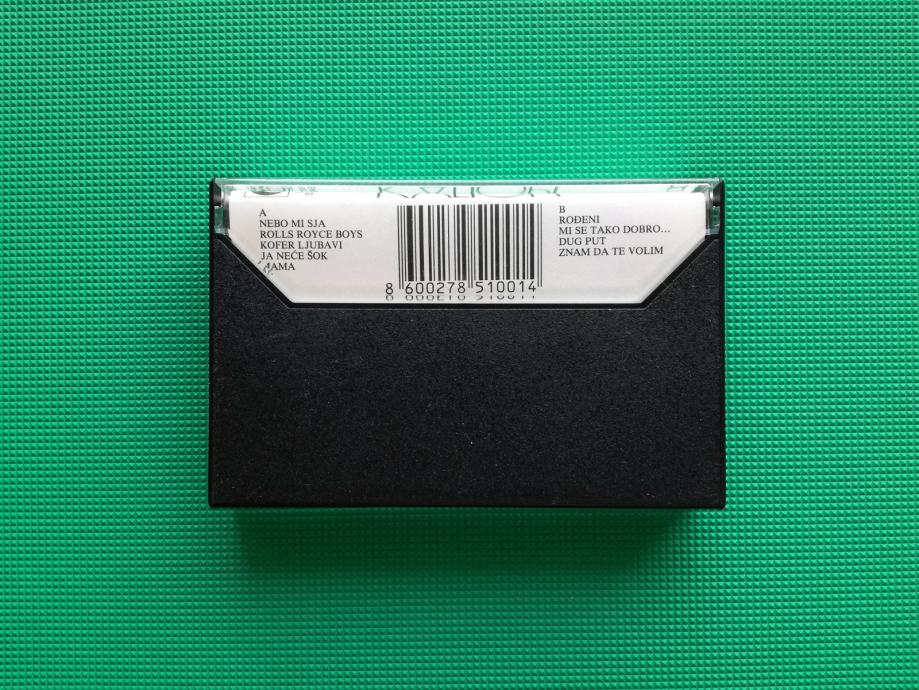 A
NEBO MI SJA
ROLLS ROYCE BOYS
KOFER LJUBAVI
JA NEĆE ŠOK
MAMA
8 600278 510014
B
ROĐENI
MI SE TAKO DOBRO...
DUG PUT
ZNAM DA TE VOLIM